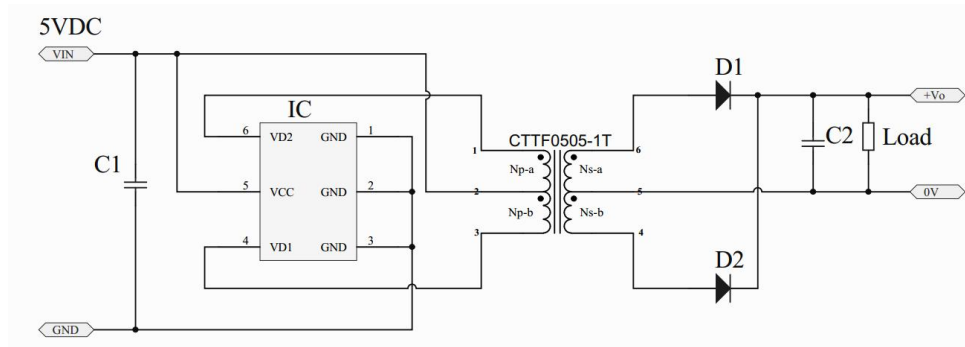 5VDC
VIN
D1
+Vo
IC
CTTF0505-1T
6 VD2 GND 1
1 6
C1
Np-a Ns-a
C2 Load
5 VCC GND 2
2 5
0V
Np-b Ns-b
4 VD1 GND 3
3 4
D2
GND